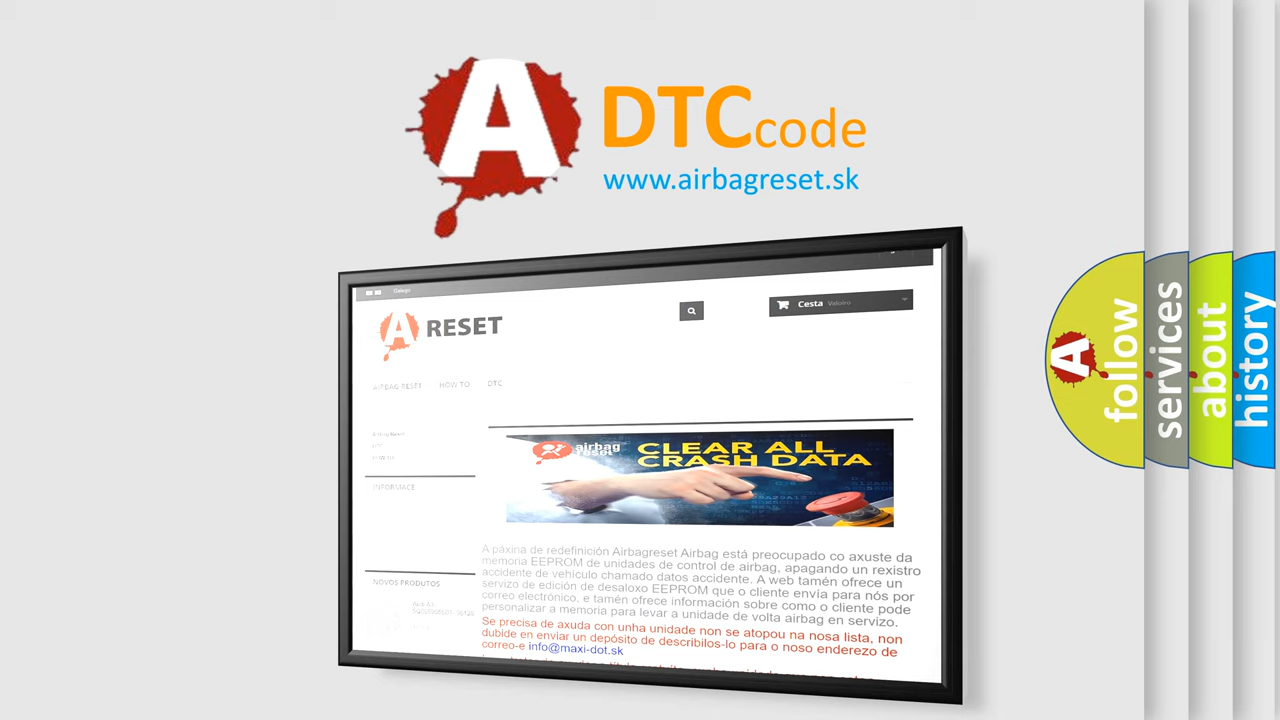 A DTCcode
www.airbagreset.sk
Galego
A RESET
Cesta Valeiro
AIRBAG RESET HOW TO DTC
INFORMACE
NOVOS PRODUTOS
airbag
reset
CLEAR ALL
CRASH DATA
A páxina de redefinición Airbagreset Airbag está preocupado co axuste da
memoria EEPROM de unidades de control de airbag, apagando un rexistro
accidente de vehículo chamado datos accidente. A web tamén ofrece un
servizo de edición de desaloxo EEPROM que o cliente envía para nós por
correo electrónico, e tamén ofrece información sobre como o cliente pode
personalizar a memoria para levar a unidade de volta airbag en servizo.
Se precisa de axuda con unha unidade non se atopou na nosa lista, non
dubide en enviar un depósito de describilos-lo para o noso enderezo de
correo-e info@maxi-dot.sk
A follow
services
about
history